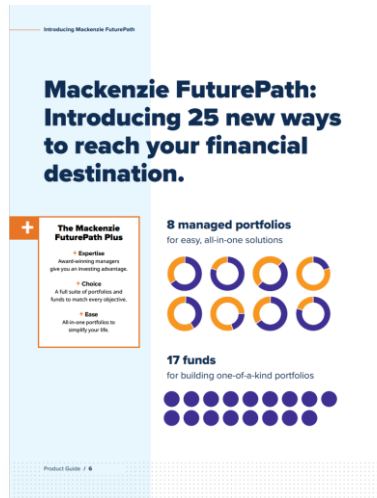 Introducing Mackenzie FuturePath
Mackenzie FuturePath:
Introducing 25 new ways
to reach your financial
destination.
+
The Mackenzie
FuturePath Plus
+ Expertise
Award-winning managers
give you an investing advantage.
+ Choice
A full suite of portfolios and
funds to match every objective.
+ Ease
All-in-one portfolios to
simplify your life.
8 managed portfolios
for easy, all-in-one solutions
17 funds
for building one-of-a-kind portfolios
Product Guide / 6